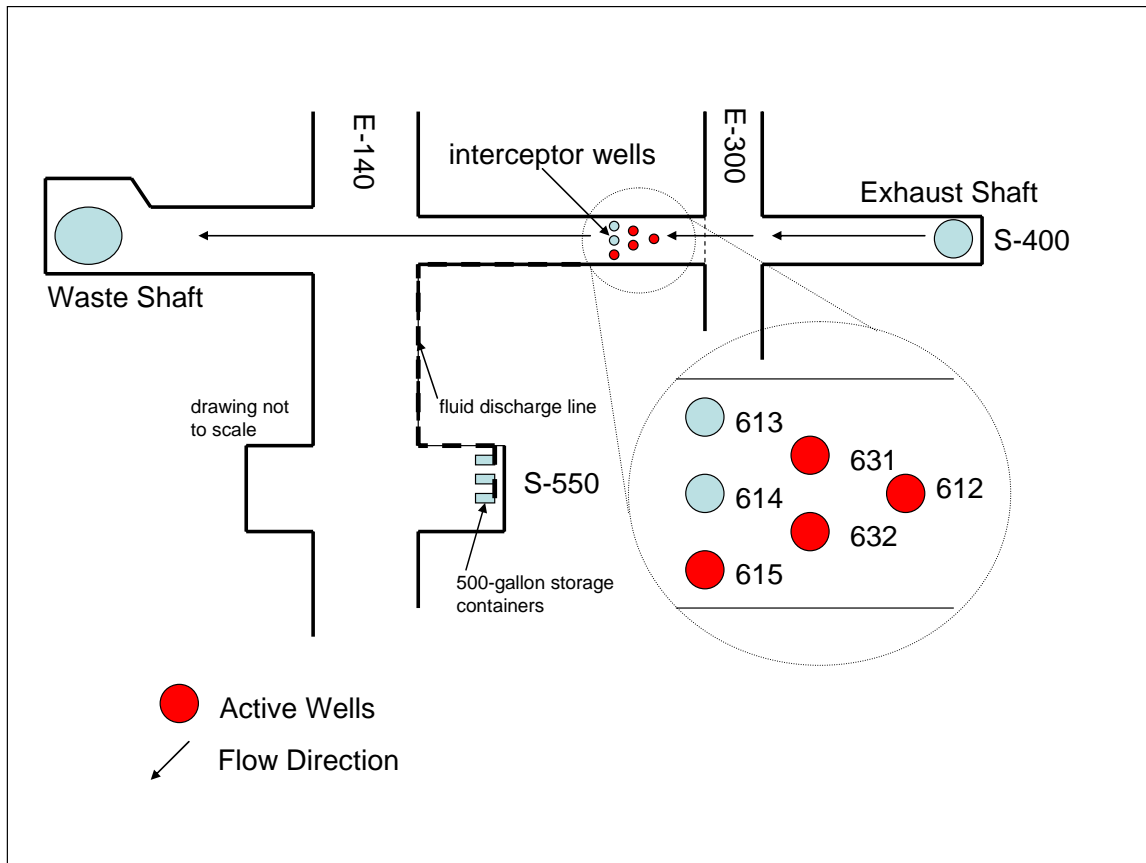 E-140
E-300
interceptor wells
Exhaust Shaft
S-400
Waste Shaft
drawing not
to scale
fluid discharge line
S-550
500-gallon storage
containers
613
631
612
614
632
615
Active Wells
Flow Direction